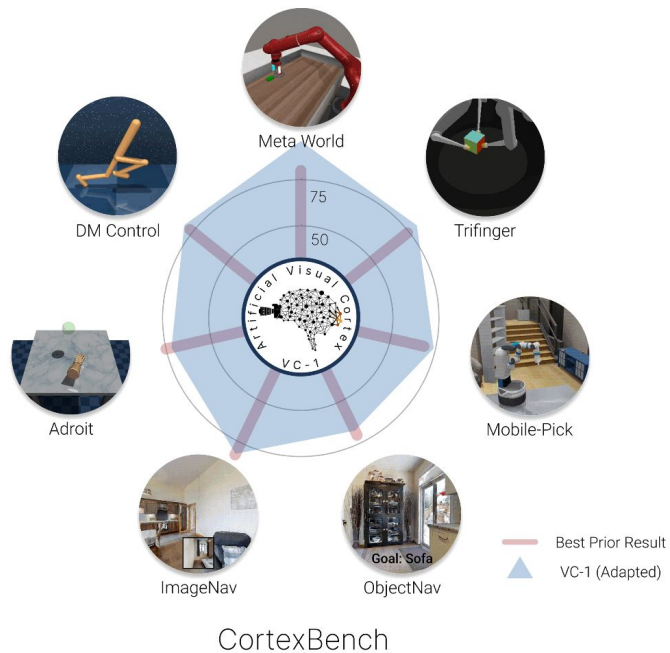 Meta World
DM Control
Trifinger
75
50
Artificial Visual Cortex
VC-1
Adroit
Mobile-Pick
Goal: Sofa
ImageNav
ObjectNav
Best Prior Result
VC-1 (Adapted)
CortexBench